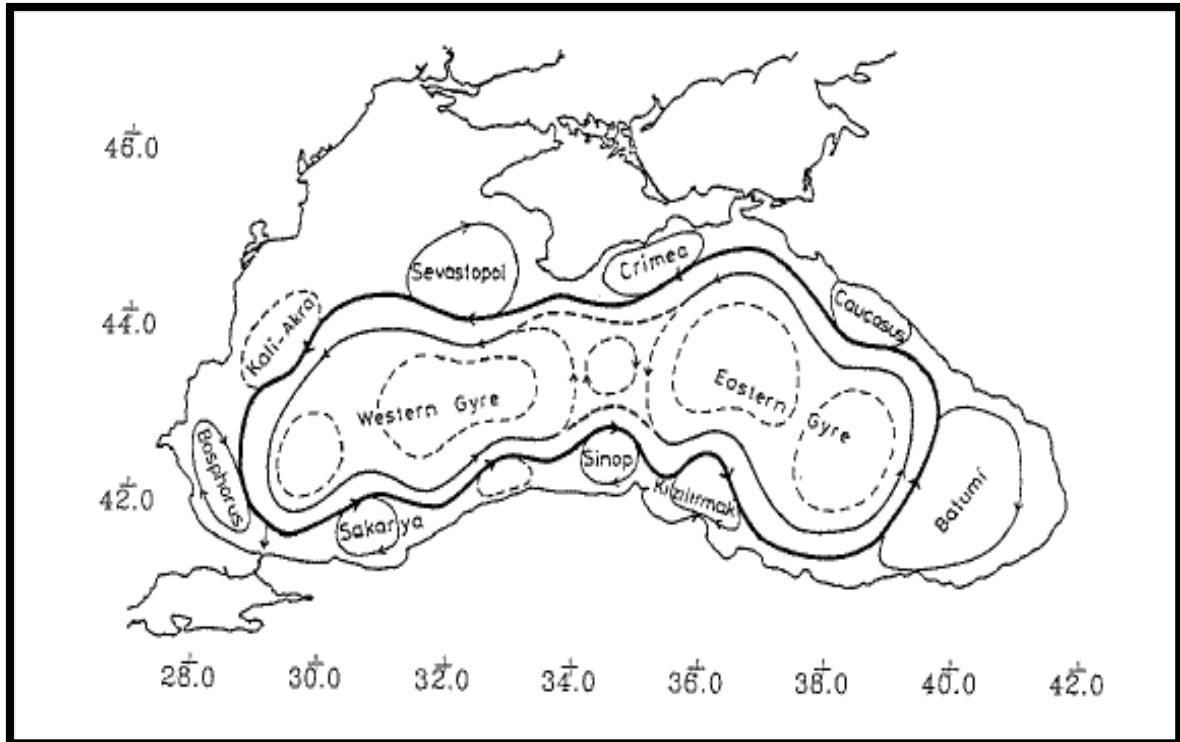 46.0
44.0
42.0
Sevastopol
Crimea
Caucasus
Kali-Akra
Western Gyre
Eastern Gyre
Bosphorus
Sakarya
Sinop
Kizilirmak
Batumi
28.0 30.0 32.0 34.0 36.0 38.0 40.0 42.0